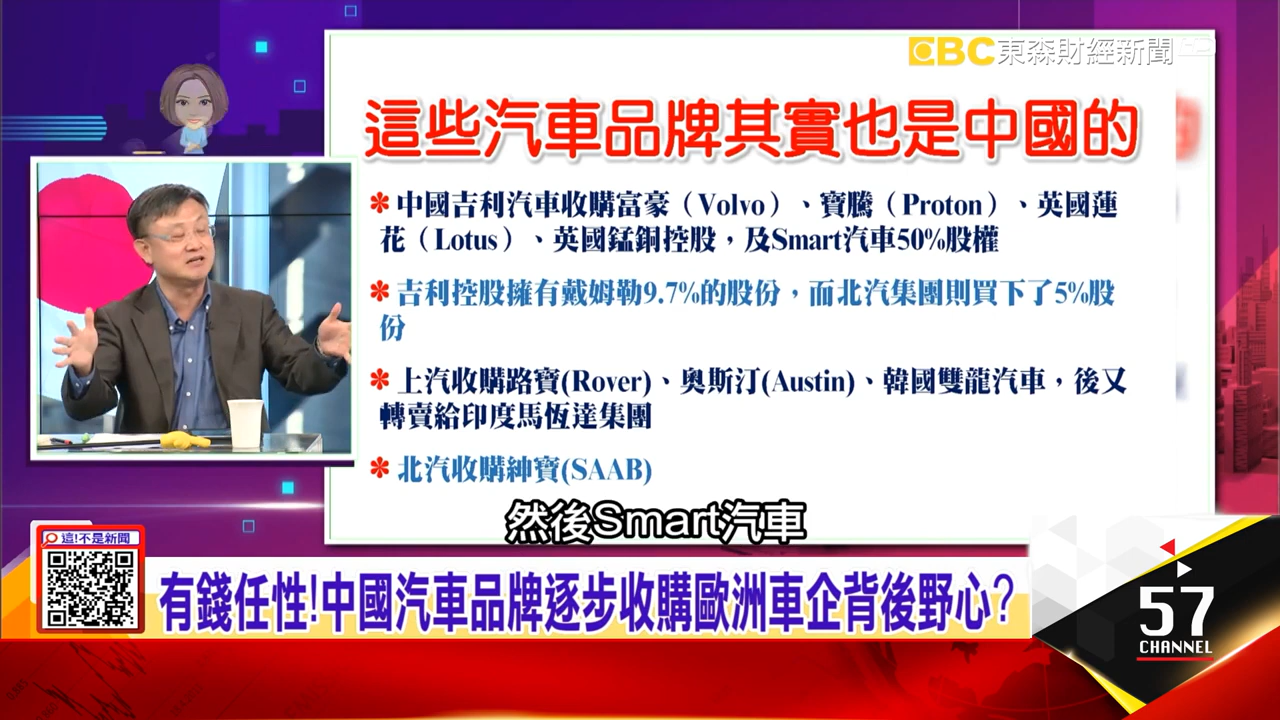 EBC東森財經新聞
這些汽車品牌其實也是中國的
* 中國吉利汽車收購富豪（Volvo）、寶騰（Proton）、英國蓮
花（Lotus）、英國錳銅控股，及Smart汽車50%股權
* 吉利控股擁有戴姆勒9.7%的股份，而北汽集團則買下了5%股
份
* 上汽收購路寶(Rover)、奧斯汀(Austin)、韓國雙龍汽車，後又
轉賣給印度馬恆達集團
* 北汽收購紳寶(SAAB)
然後Smart汽車
這!不是新聞
有錢任性!中國汽車品牌逐步收購歐洲車企背後野心?
57
CHANNEL